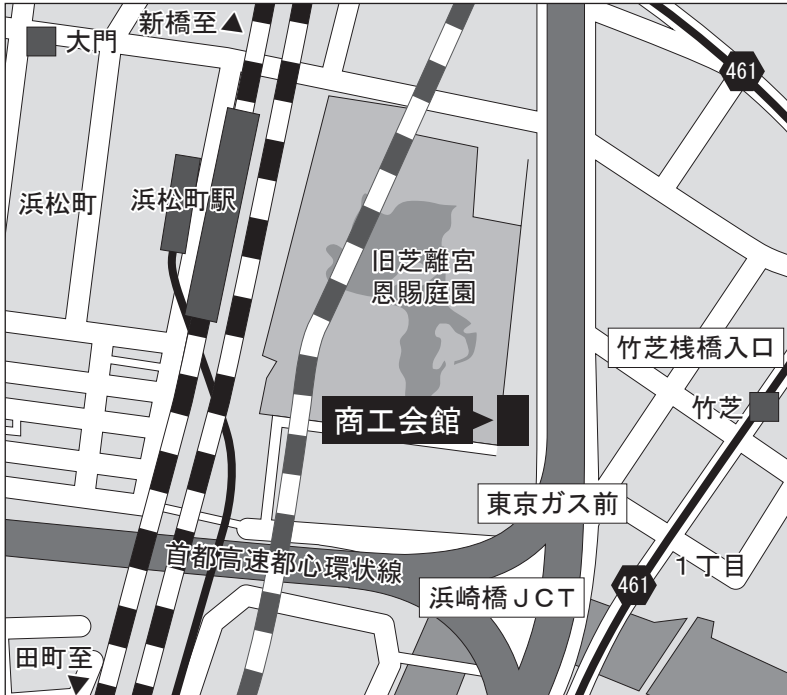 新橋至▲
大門
461
浜松町
浜松町駅
旧芝離宮
恩賜庭園
竹芝桟橋入口
竹芝
商工会館
東京ガス前
首都高速都心環状線
1丁目
461
浜崎橋JCT
田町至
▼